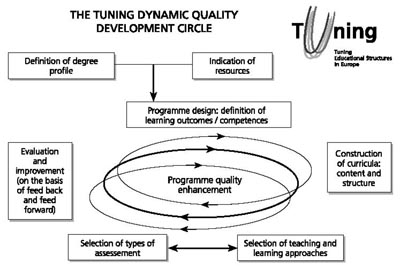 THE TUNING DYNAMIC QUALITY
DEVELOPMENT CIRCLE
Tuning
Tuning
Educational Structures
in Europe
Definition of degree
profile
Indication of
resources
Programme design: definition of
learning outcomes / competences
Evaluation
and
improvement
(on the basis
of feed back
and feed
forward)
Programme quality
enhancement
Construction of
curricula:
content and
structure
Selection of types of
assessement
Selection of teaching and
learning approaches